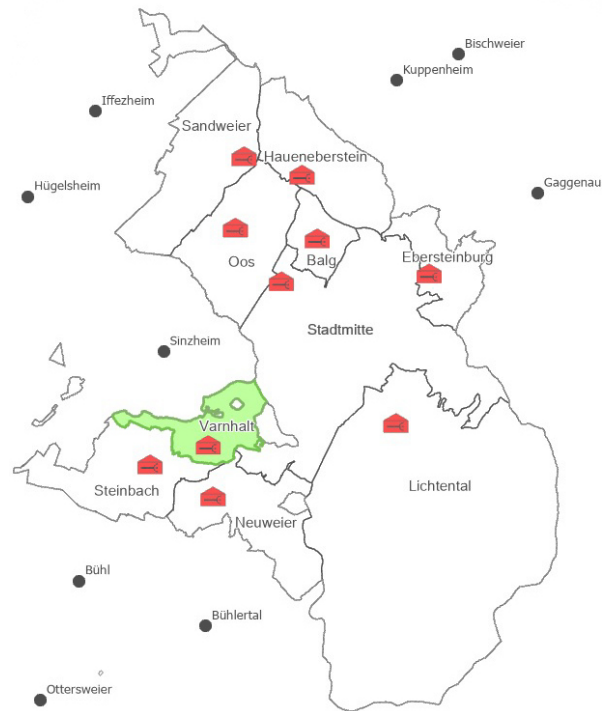 Bischweier
Kuppenheim
Iffezheim
Sandweier
Haueneberstein
Gaggenau
Hügelsheim
Oos
Balg
Ebersteinburg
Stadtmitte
Sinzheim
Varnhalt
Steinbach
Lichtental
Neuweier
Bühl
Bühlertal
Ottersweier